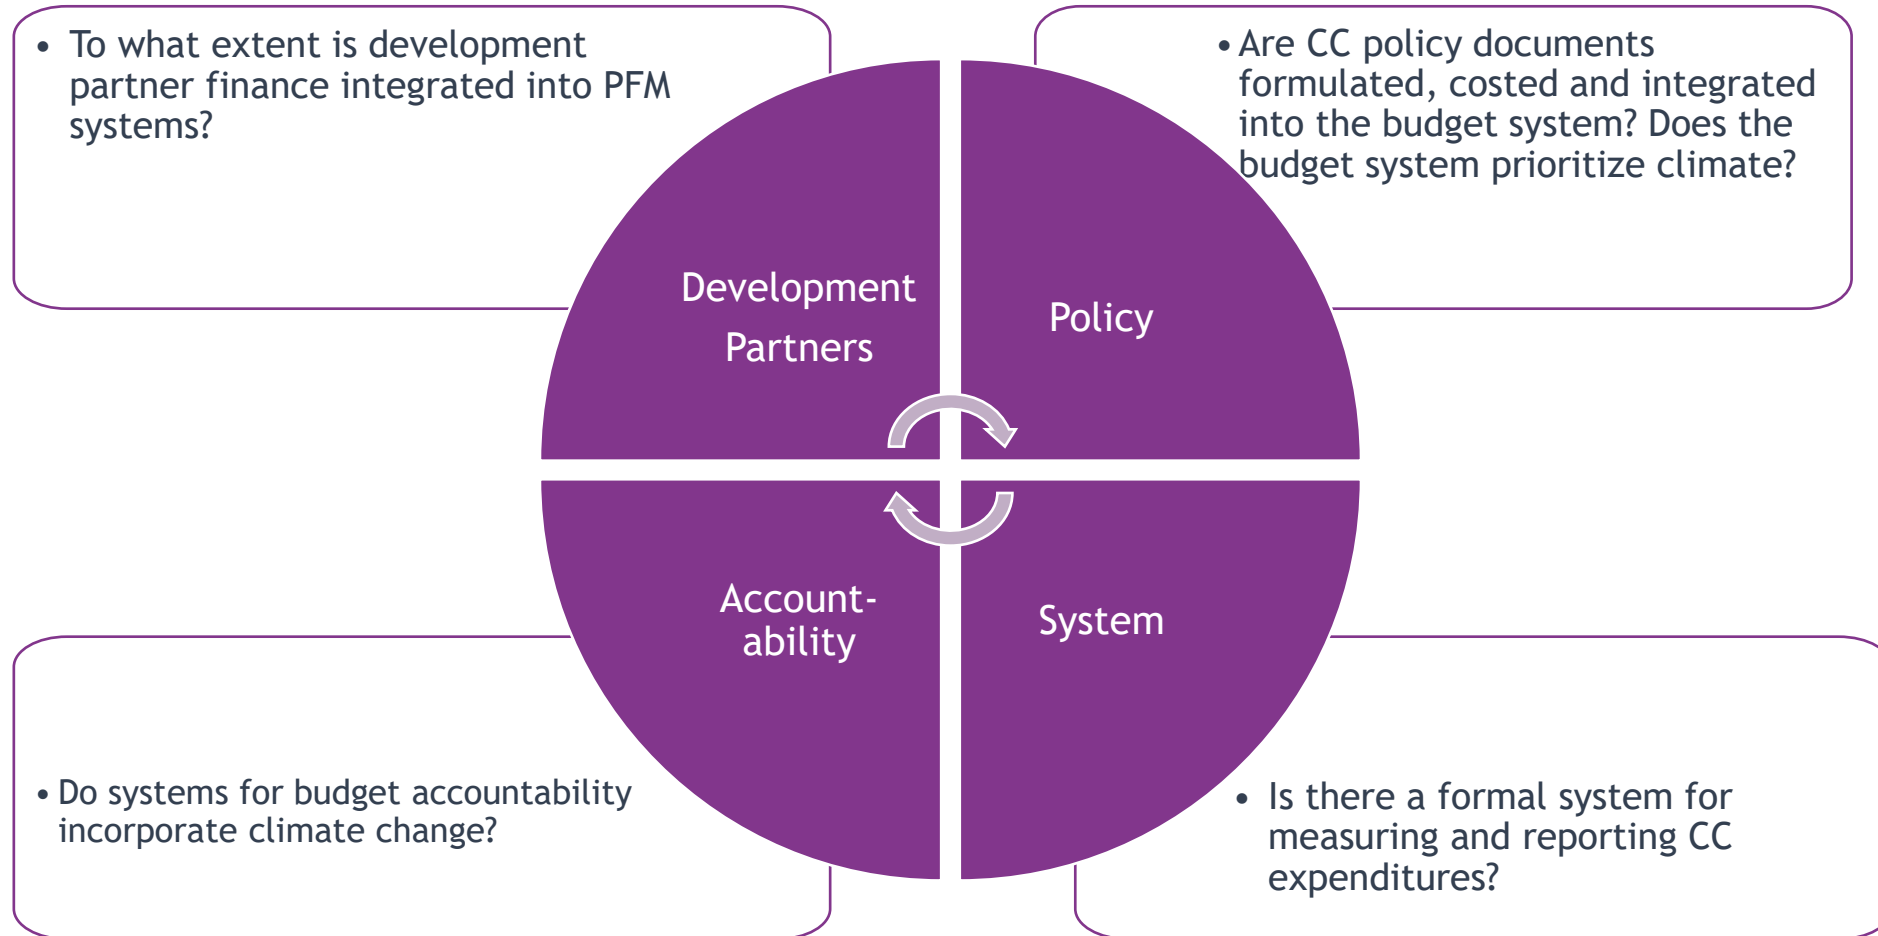 • To what extent is development
partner finance integrated into PFM
systems?
• Are CC policy documents
formulated, costed and integrated
into the budget system? Does the
budget system prioritize climate?
Development
Partners
Policy
Account-
ability
System
• Do systems for budget accountability
incorporate climate change?
• Is there a formal system for
measuring and reporting CC
expenditures?